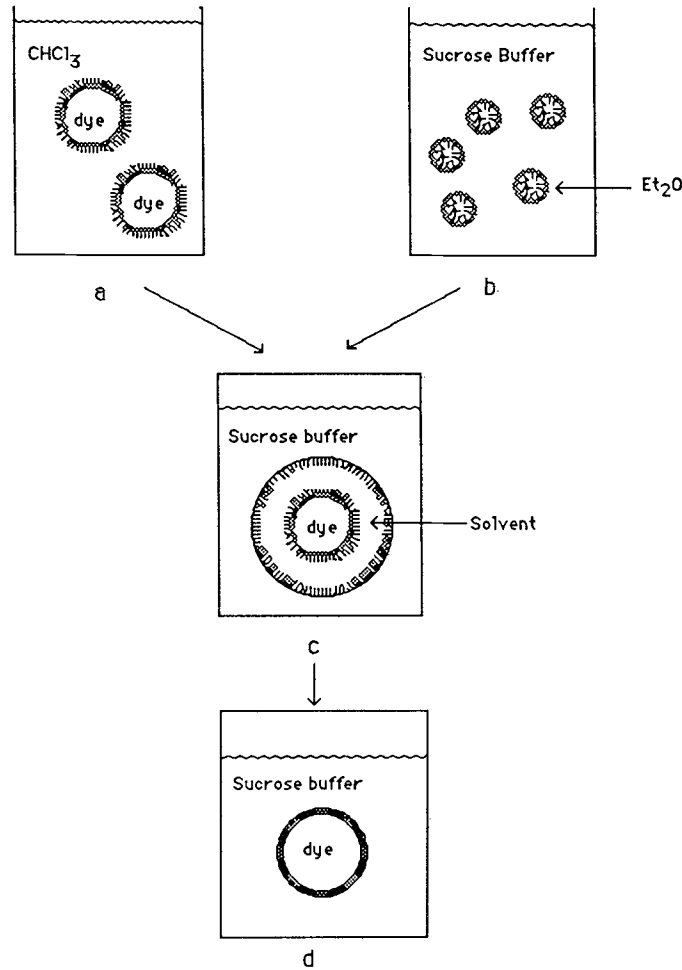 CHCl3
dye
dye
a
Sucrose Buffer
Et2O
b
Sucrose buffer
dye
Solvent
c
Sucrose buffer
dye
d